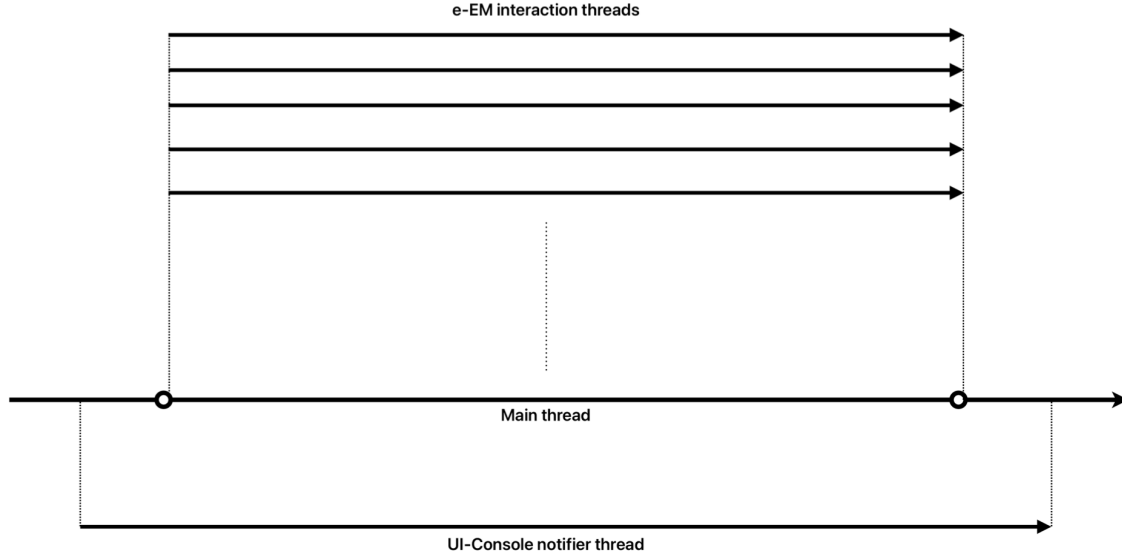 e-EM interaction threads
Main thread
UI-Console notifier thread